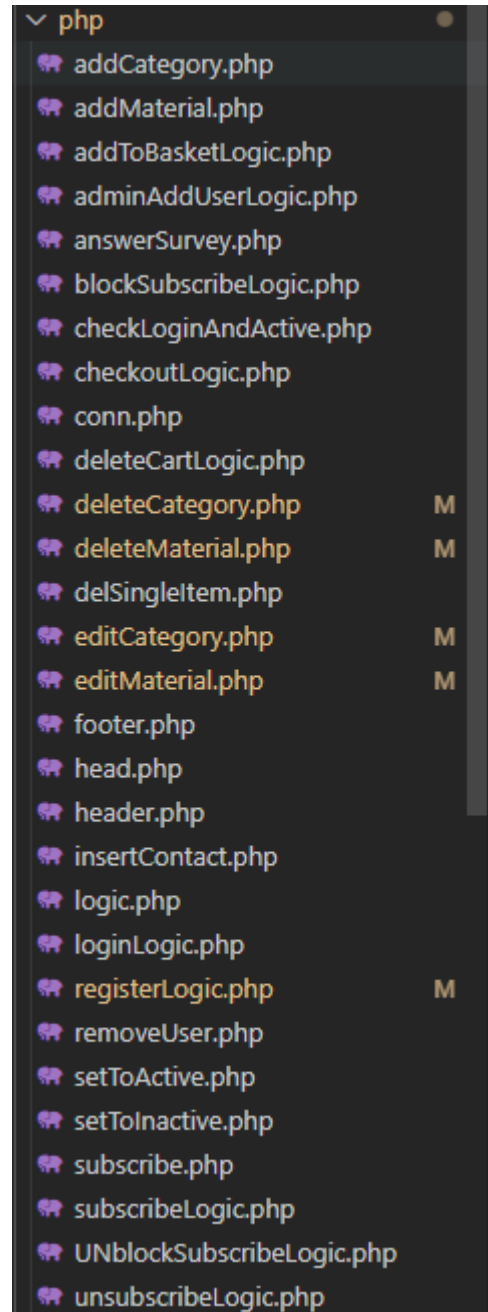 php
addCategory.php
addMaterial.php
addToBasketLogic.php
adminAddUserLogic.php
answerSurvey.php
blockSubscribeLogic.php
checkLoginAndActive.php
checkoutLogic.php
conn.php
deleteCartLogic.php
deleteCategory.php M
deleteMaterial.php M
delSingleItem.php
editCategory.php M
editMaterial.php M
footer.php
head.php
header.php
insertContact.php
logic.php
loginLogic.php
registerLogic.php M
removeUser.php
setToActive.php
setToInactive.php
subscribe.php
subscribeLogic.php
UNblockSubscribeLogic.php
unsubscribeLogic.php